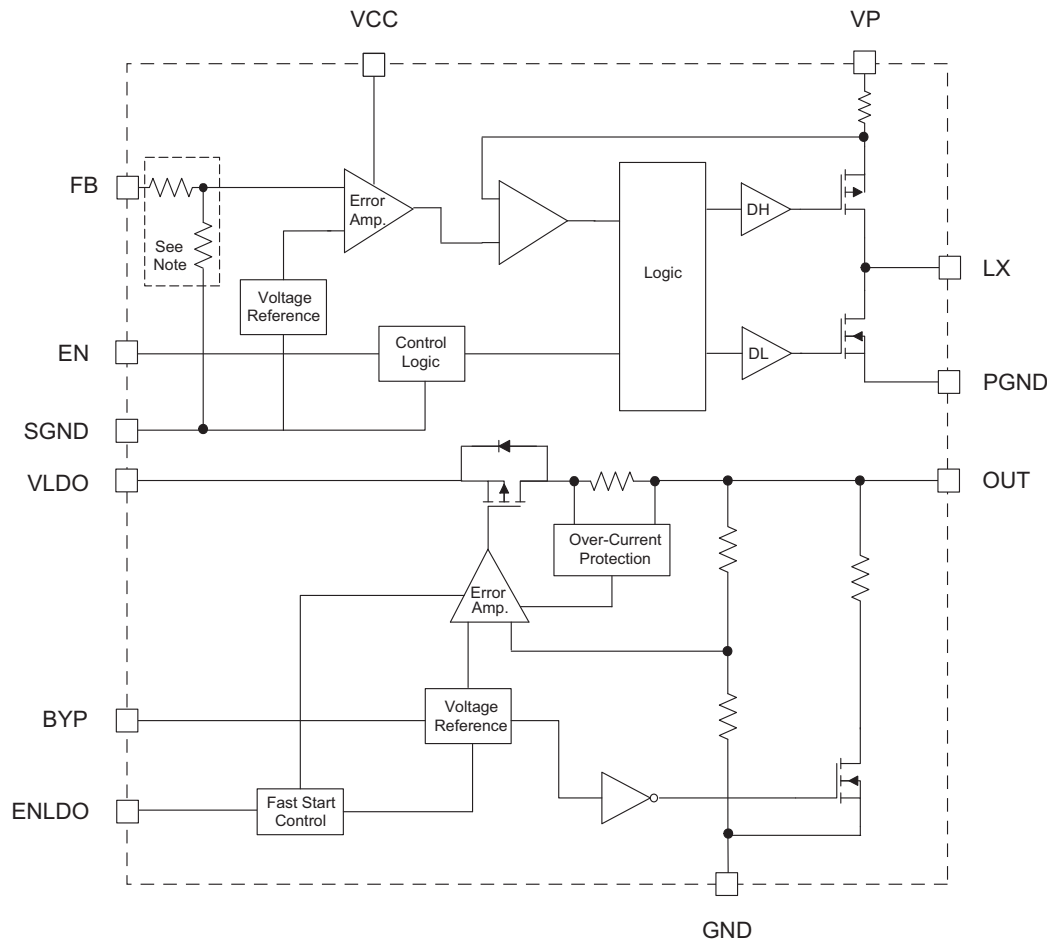 VCC
VP
FB
See
Note
Error
Amp.
DH
Logic
LX
Voltage
Reference
EN
Control
Logic
DL
PGND
SGND
VLDO
OUT
Over-Current
Protection
Error
Amp.
BYP
Voltage
Reference
ENLDO
Fast Start
Control
GND